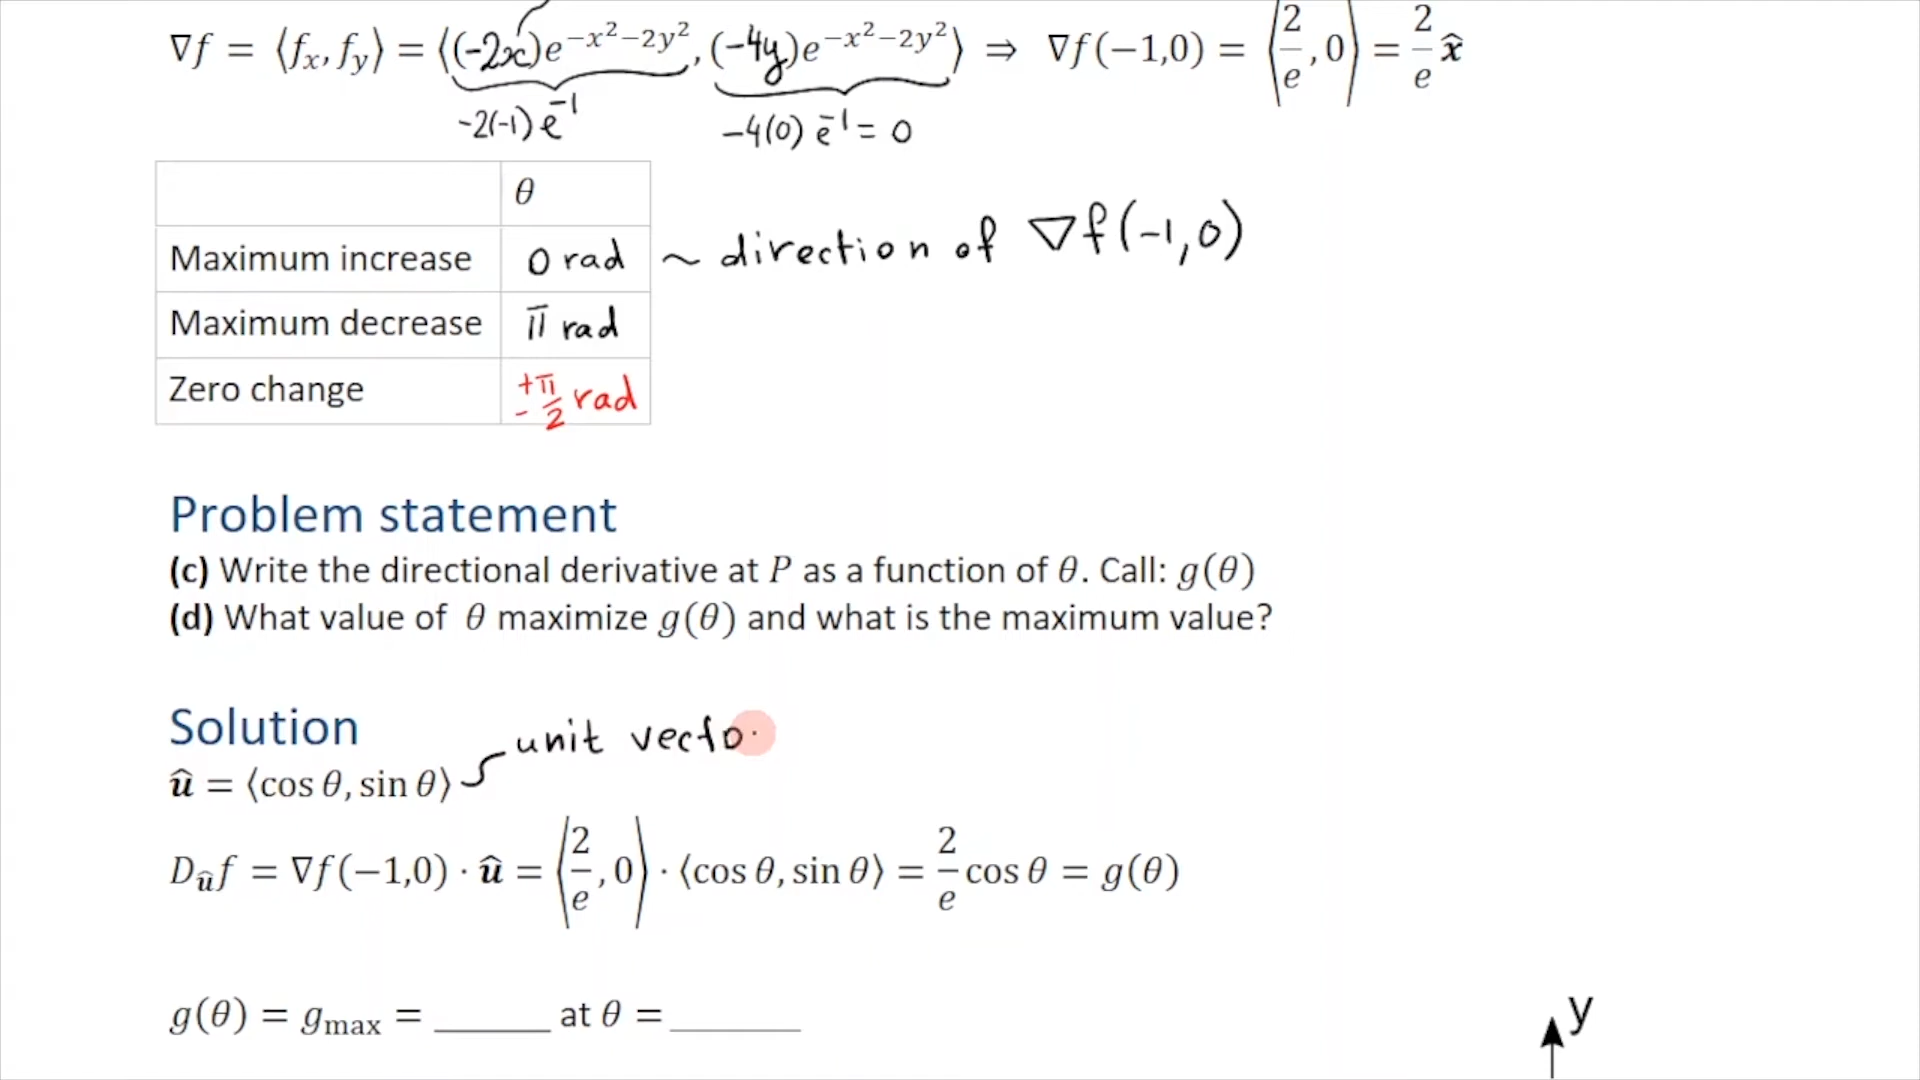 ∇f = ⟨fx, fy⟩ = ⟨(-2x)e^{−x²−2y²}, (-4y)e^{−x²−2y²}⟩ ⇒ ∇f(−1,0) = ⟨2/e, 0⟩ = 2/e x̂
-2(-1)e^{-1} -4(0)e^{-1} = 0
θ
Maximum increase 0 rad ~ direction of ∇f(-1,0)
Maximum decrease π rad
Zero change ±π/2 rad
Problem statement
(c) Write the directional derivative at P as a function of θ. Call: g(θ)
(d) What value of θ maximize g(θ) and what is the maximum value?
Solution
unit vecto
û = ⟨cos θ, sin θ⟩
D_û f = ∇f(−1,0) · û = ⟨2/e, 0⟩ · ⟨cos θ, sin θ⟩ = 2/e cos θ = g(θ)
g(θ) = g_max = ______ at θ = _______
y